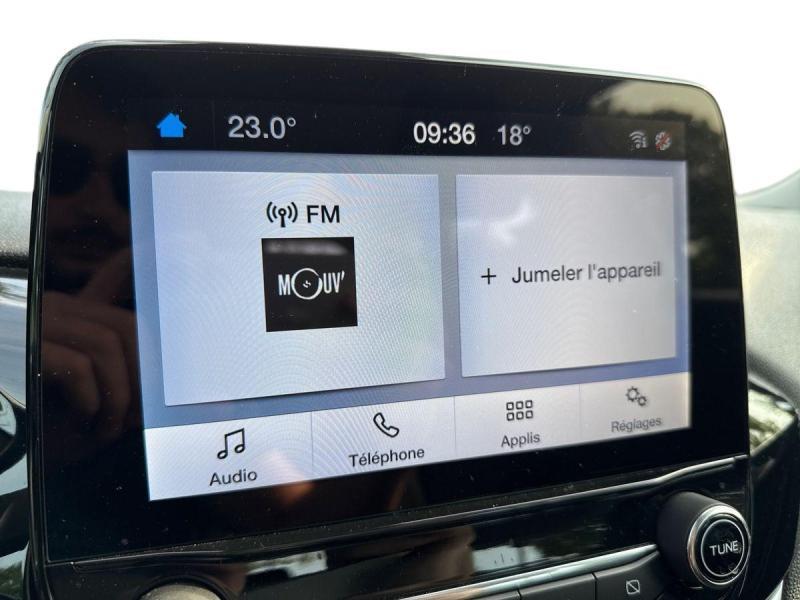 23.0° 09:36 18°
FM
MOUV'
+ Jumeler l'appareil
Audio Téléphone Applis Réglages
TUNE